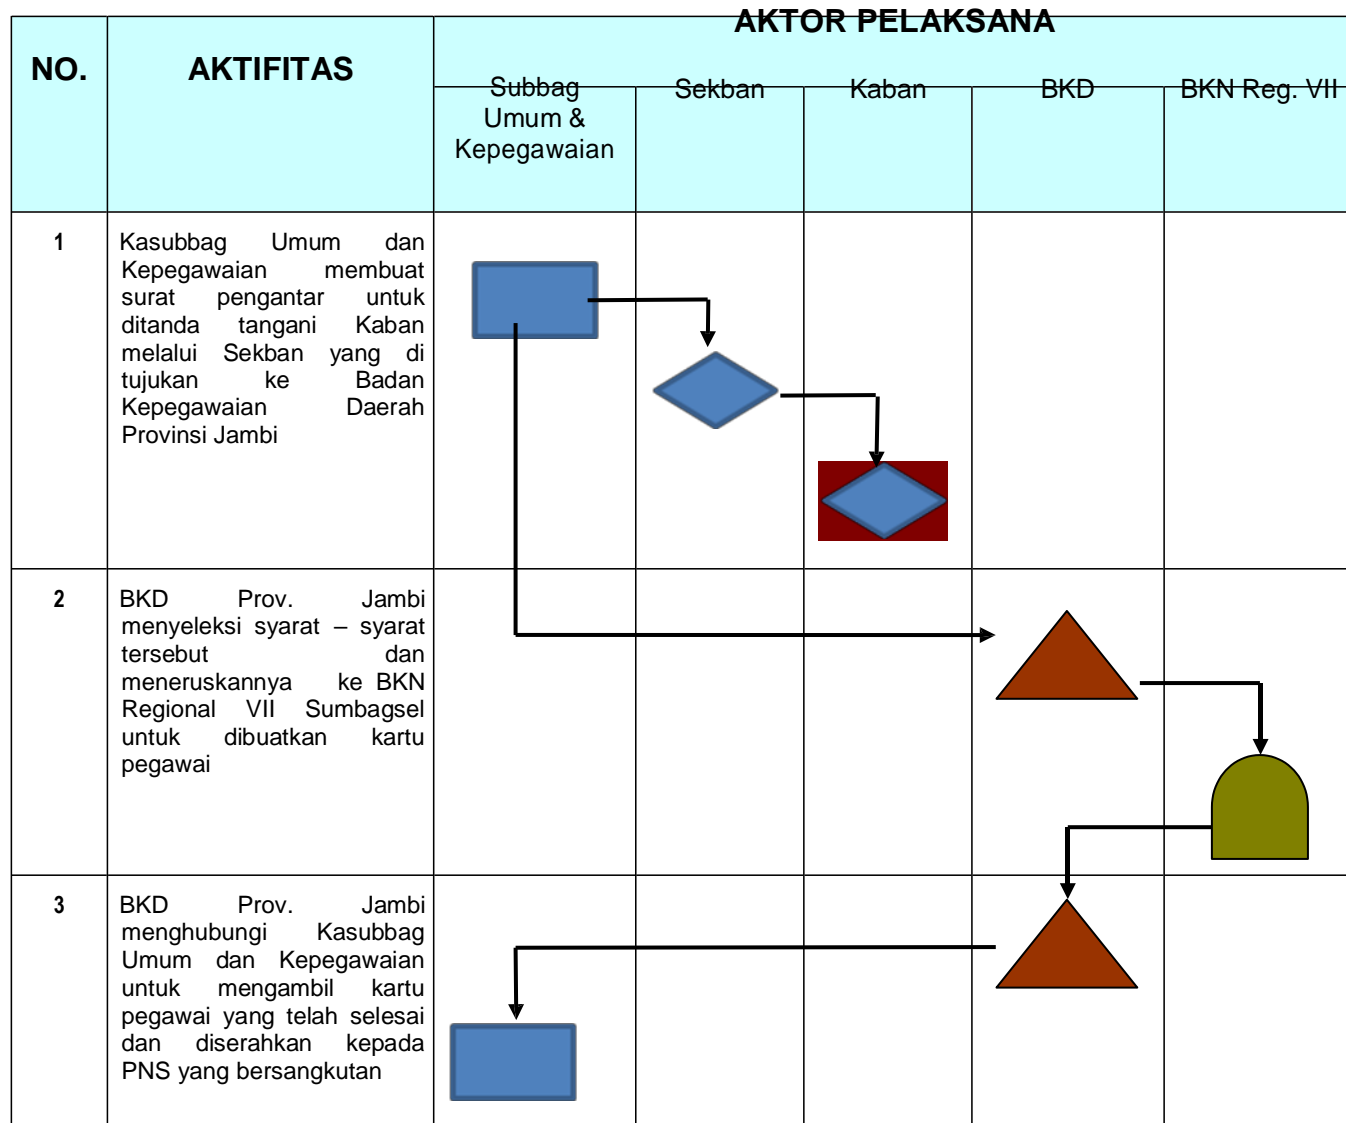 AKTOR PELAKSANA
NO.
AKTIFITAS
Subbag
Umum &
Kepegawaian
Sekban
Kaban
BKD
BKN Reg. VII
1
Kasubbag Umum dan
Kepegawaian membuat
surat pengantar untuk
ditanda tangani Kaban
melalui Sekban yang di
tujukan ke Badan
Kepegawaian Daerah
Provinsi Jambi
2
BKD Prov. Jambi
menyeleksi syarat – syarat
tersebut dan
meneruskannya ke BKN
Regional VII Sumbagsel
untuk dibuatkan kartu
pegawai
3
BKD Prov. Jambi
menghubungi Kasubbag
Umum dan Kepegawaian
untuk mengambil kartu
pegawai yang telah selesai
dan diserahkan kepada
PNS yang bersangkutan